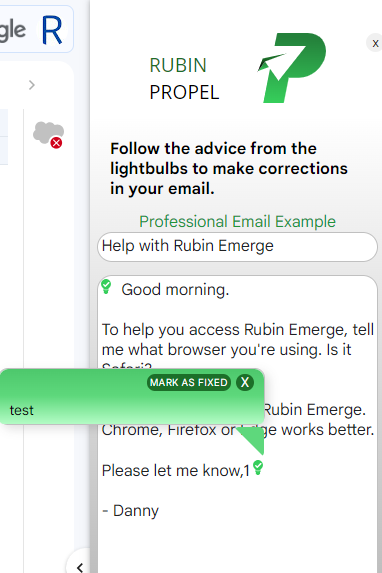 gle R
x
RUBIN
PROPEL
Follow the advice from the
lightbulbs to make corrections
in your email.
Professional Email Example
Help with Rubin Emerge
Good morning.
To help you access Rubin Emerge, tell
me what browser you're using. Is it
Safari?
MARK AS FIXED X
test
Rubin Emerge.
Chrome, Firefox or Edge works better.
Please let me know,1
- Danny